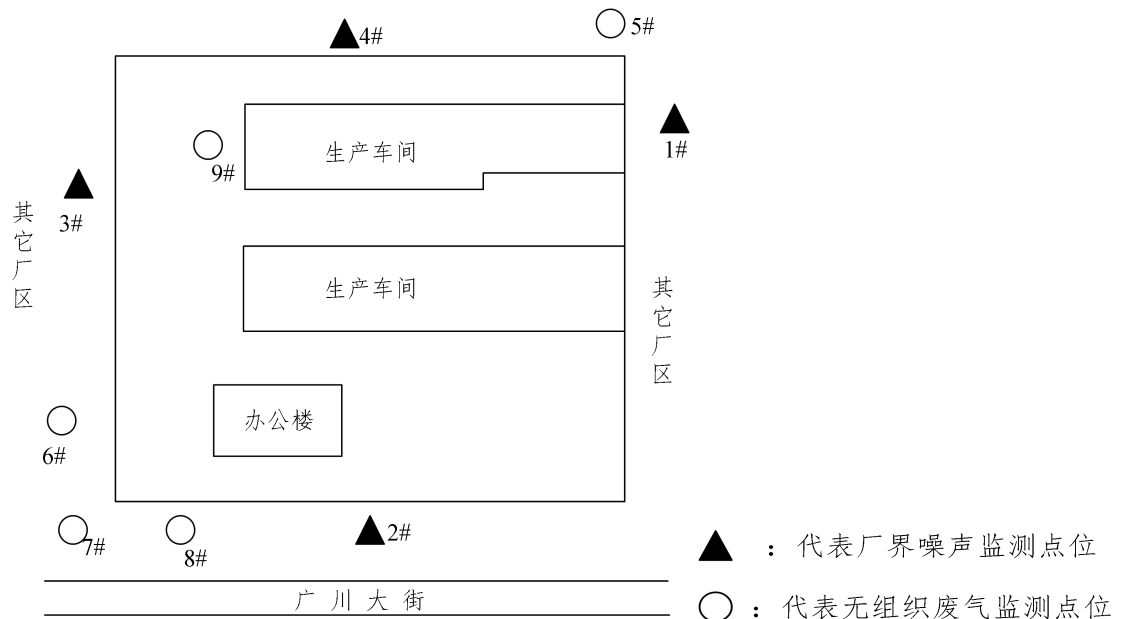 4#
5#
生产车间
1#
9#
3#
其它厂区
生产车间
其它厂区
办公楼
6#
2#
7#
8#
▲：代表厂界噪声监测点位
广川大街
○：代表无组织废气监测点位